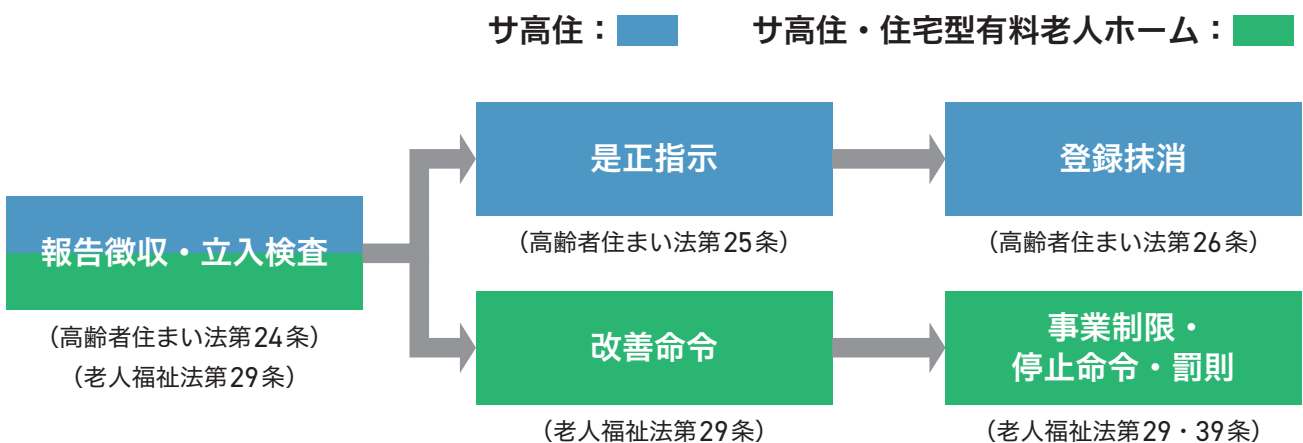 サ高住：
サ高住・住宅型有料老人ホーム：
是正指示
登録抹消
（高齢者住まい法第25条）
（高齢者住まい法第26条）
報告徴収・立入検査
（高齢者住まい法第24条）
（老人福祉法第29条）
改善命令
事業制限・
停止命令・罰則
（老人福祉法第29条）
（老人福祉法第29・39条）